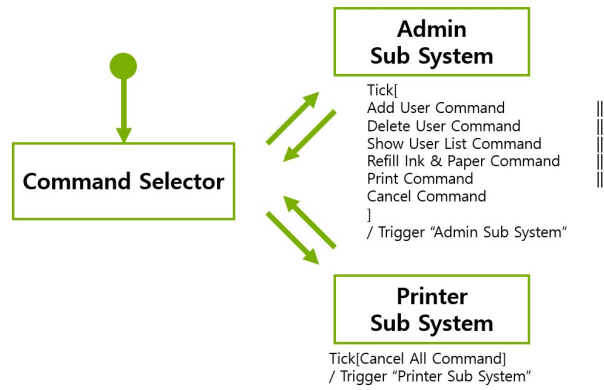 Admin
Sub System
Tick[
Add User Command ||
Delete User Command ||
Show User List Command ||
Refill Ink & Paper Command ||
Print Command ||
Cancel Command
]
/ Trigger “Admin Sub System”
Command Selector
Printer
Sub System
Tick[Cancel All Command]
/ Trigger “Printer Sub System”